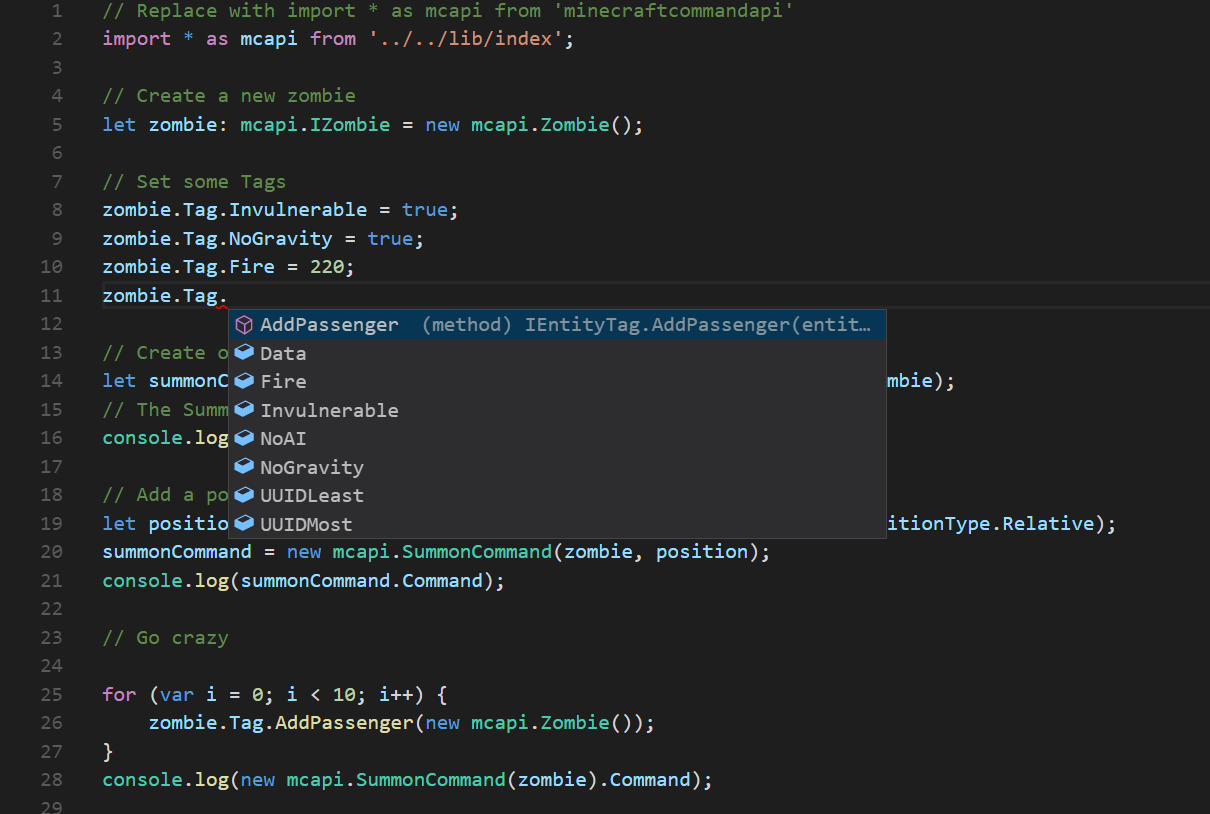 1 // Replace with import * as mcapi from 'minecraftcommandapi'
2 import * as mcapi from '../../lib/index';
3
4 // Create a new zombie
5 let zombie: mcapi.IZombie = new mcapi.Zombie();
6
7 // Set some Tags
8 zombie.Tag.Invulnerable = true;
9 zombie.Tag.NoGravity = true;
10 zombie.Tag.Fire = 220;
11 zombie.Tag.
12 AddPassenger (method) IEntityTag.AddPassenger(entit…
13 // Create o Data
14 let summonC Fire mbie);
15 // The Summ Invulnerable
16 console.log NoAI
17 NoGravity
18 // Add a po UUIDLeast
19 let positio UUIDMost itionType.Relative);
20 summonCommand = new mcapi.SummonCommand(zombie, position);
21 console.log(summonCommand.Command);
22
23 // Go crazy
24
25 for (var i = 0; i < 10; i++) {
26 zombie.Tag.AddPassenger(new mcapi.Zombie());
27 }
28 console.log(new mcapi.SummonCommand(zombie).Command);
29